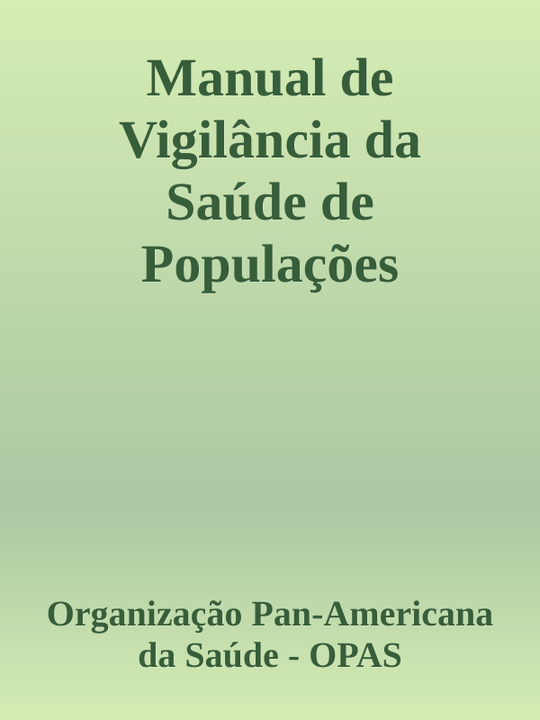 Manual de
Vigilância da
Saúde de
Populações
Organização Pan-Americana
da Saúde - OPAS